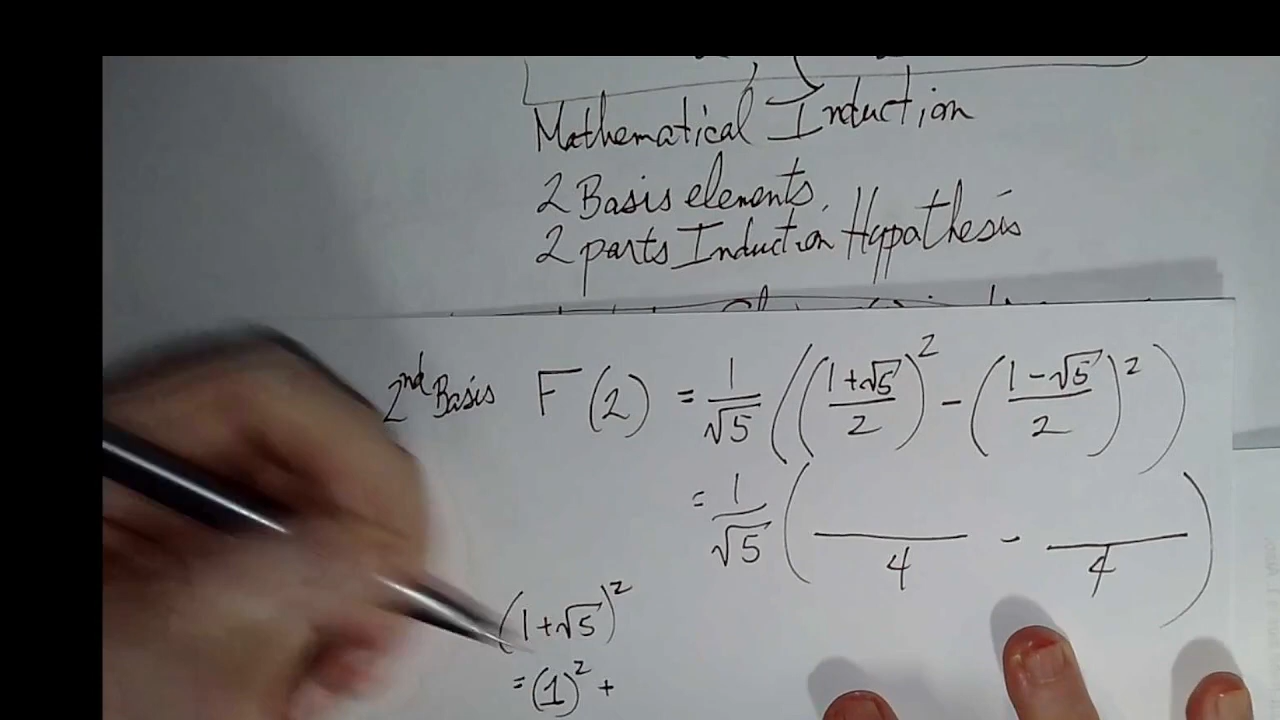 Mathematical Induction
2 Basis elements.
2 parts Induction Hypothesis
2nd Basis F(2) = 1/√5 (((1+√5)/2)² - ((1-√5)/2)²)
= 1/√5 ( /4 - /4 )
(1+√5)²
= (1)² +